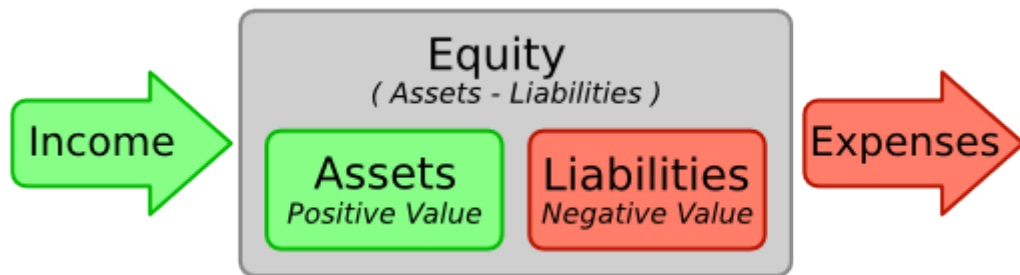 Equity
( Assets - Liabilities )
Income
Assets
Positive Value
Liabilities
Negative Value
Expenses